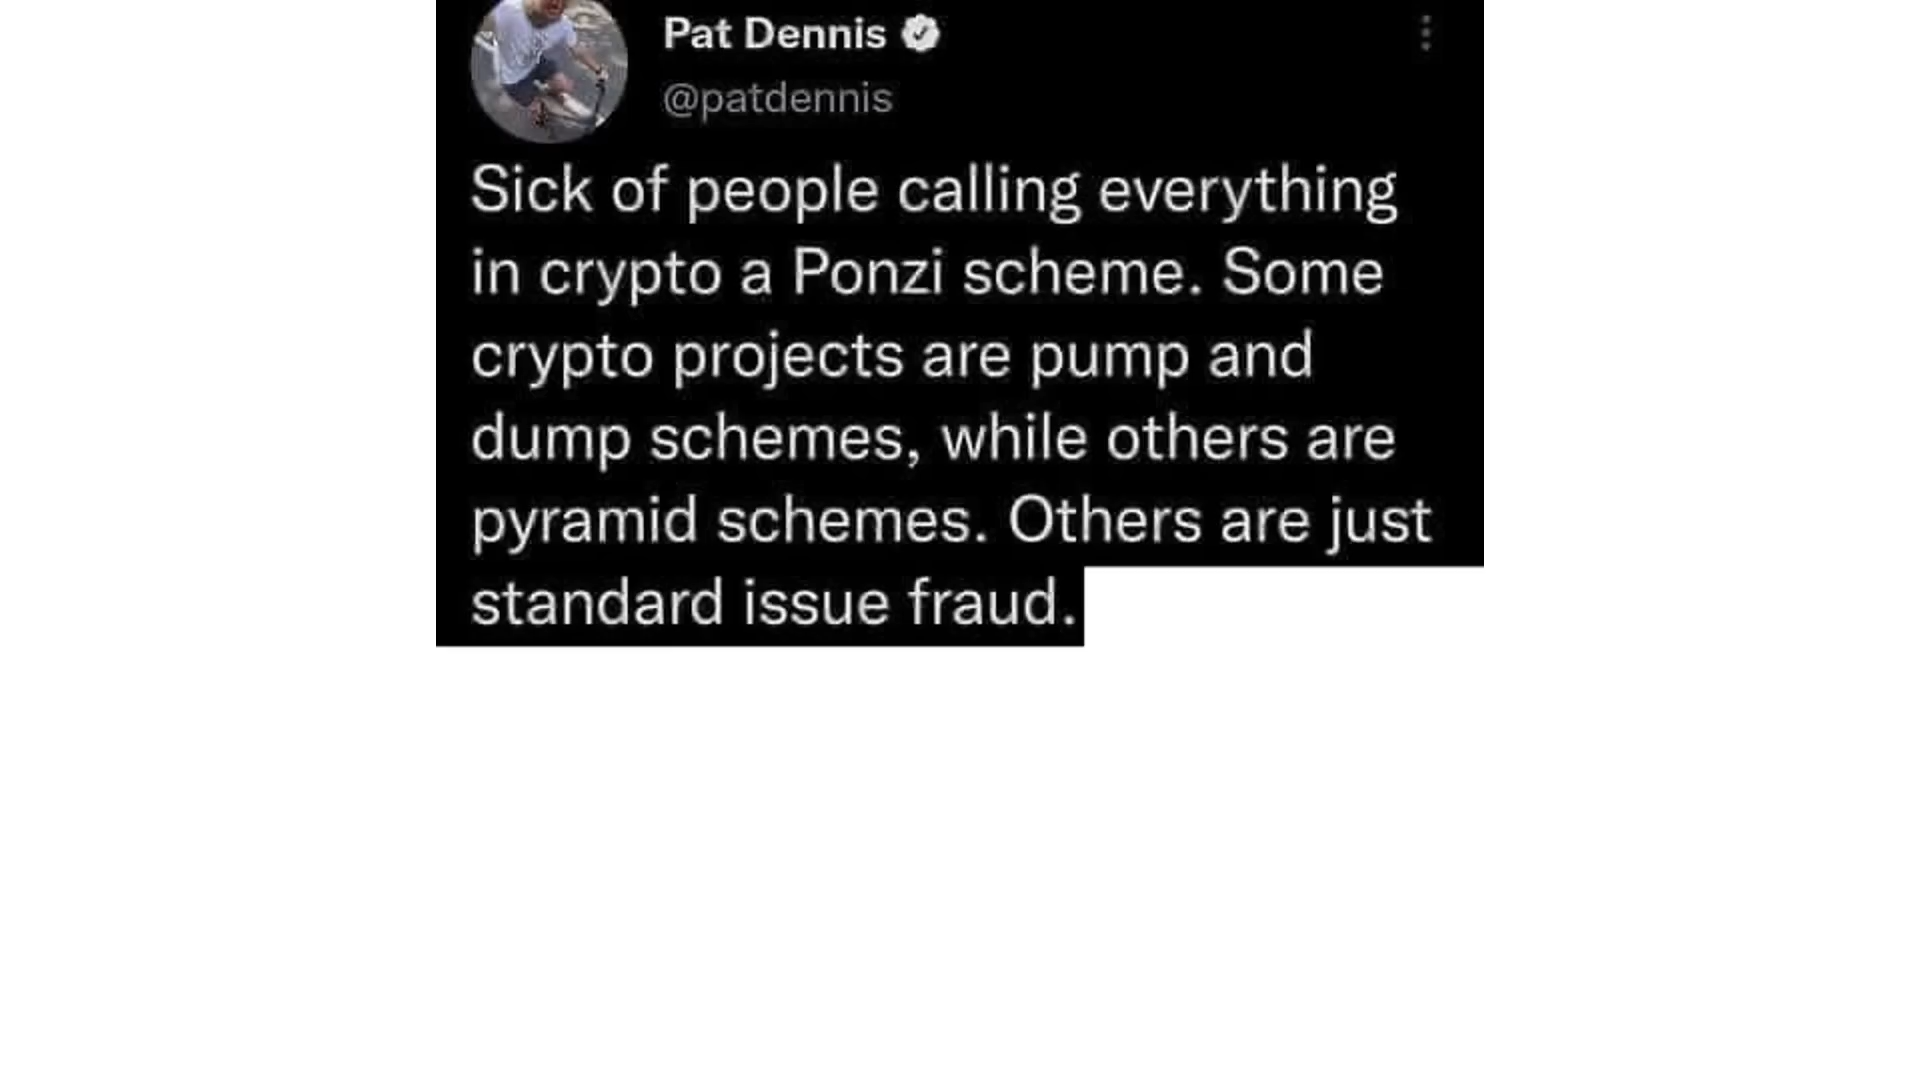 Pat Dennis
@patdennis
Sick of people calling everything
in crypto a Ponzi scheme. Some
crypto projects are pump and
dump schemes, while others are
pyramid schemes. Others are just
standard issue fraud.